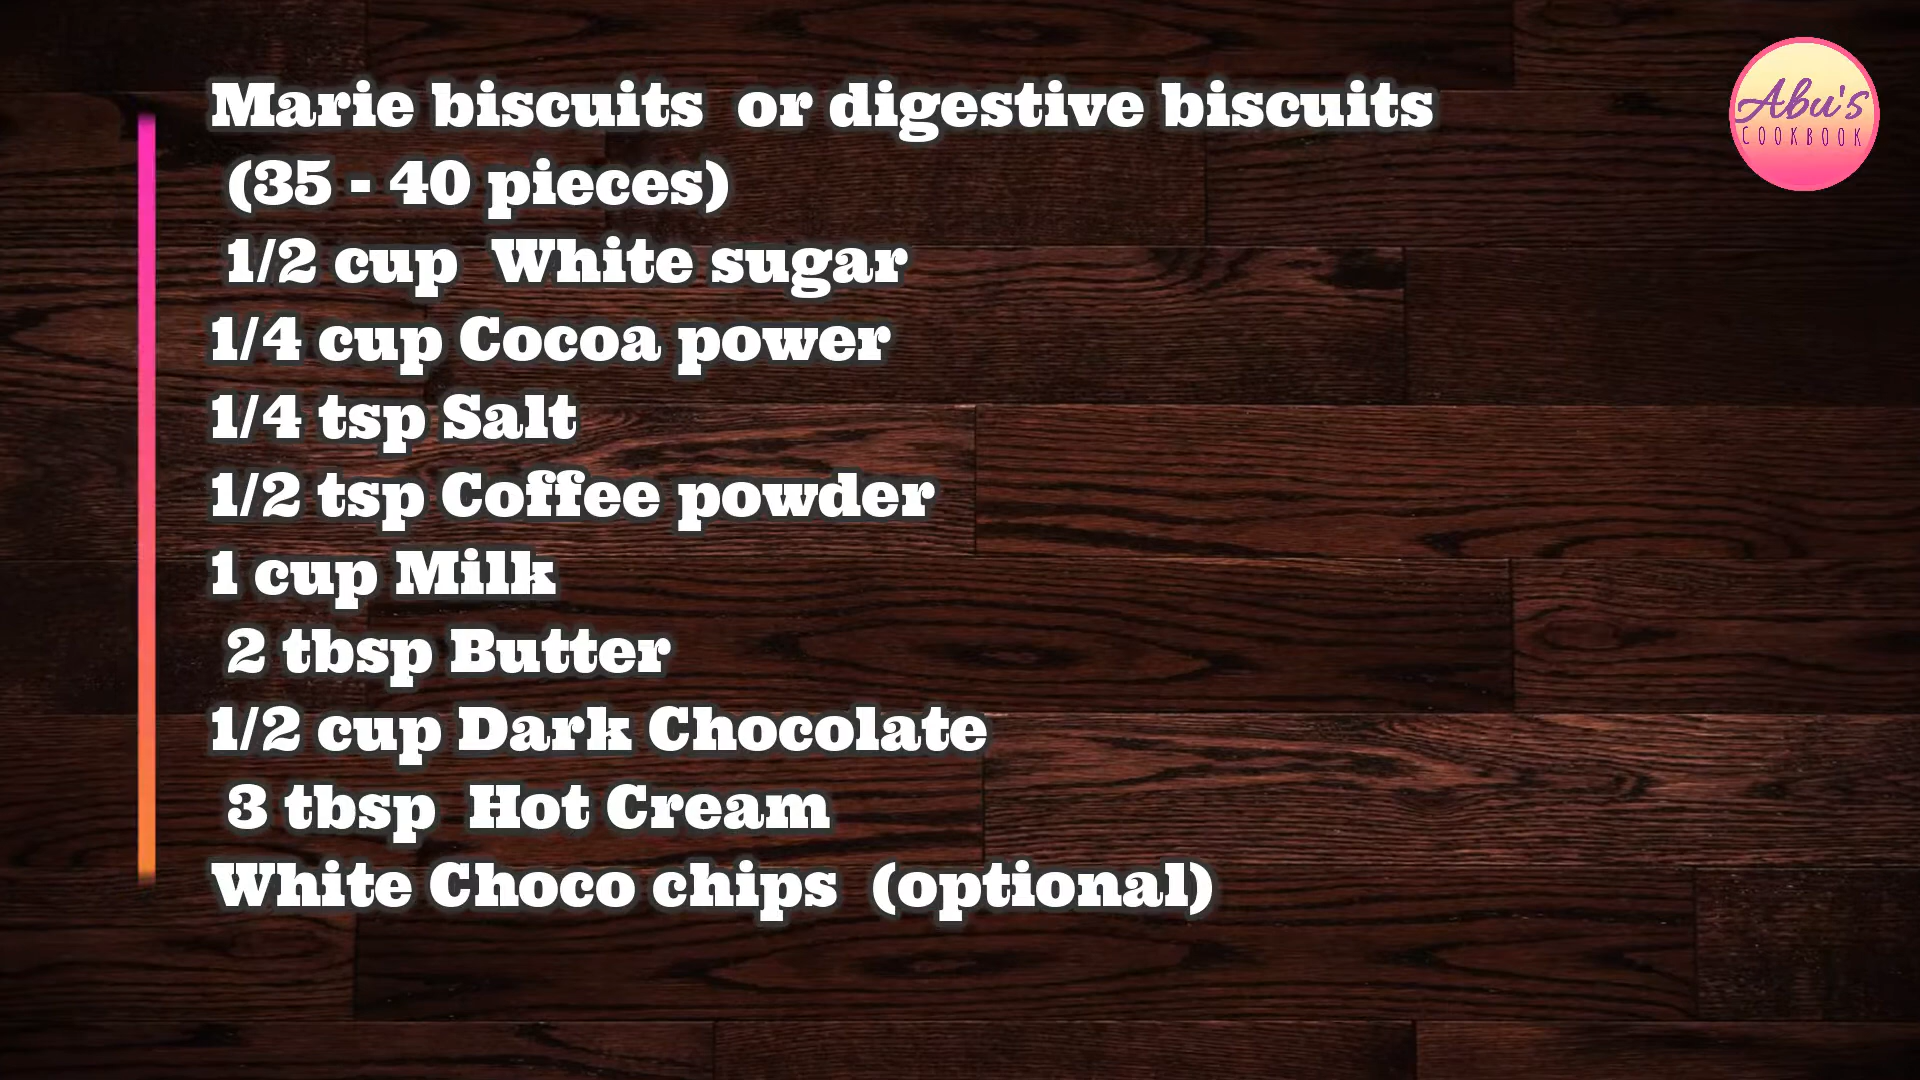 Marie biscuits or digestive biscuits
(35 - 40 pieces)
1/2 cup White sugar
1/4 cup Cocoa power
1/4 tsp Salt
1/2 tsp Coffee powder
1 cup Milk
2 tbsp Butter
1/2 cup Dark Chocolate
3 tbsp Hot Cream
White Choco chips (optional)
Abu's
COOKBOOK